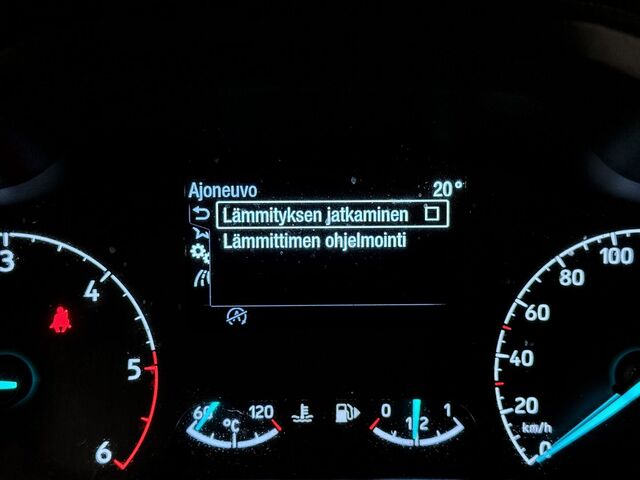 Ajoneuvo 20°
Lämmityksen jatkaminen
Lämmittimen ohjelmointi
3
4
5
6
60 120
°C
0 1/2 1
0
20
40
60
80
100
km/h